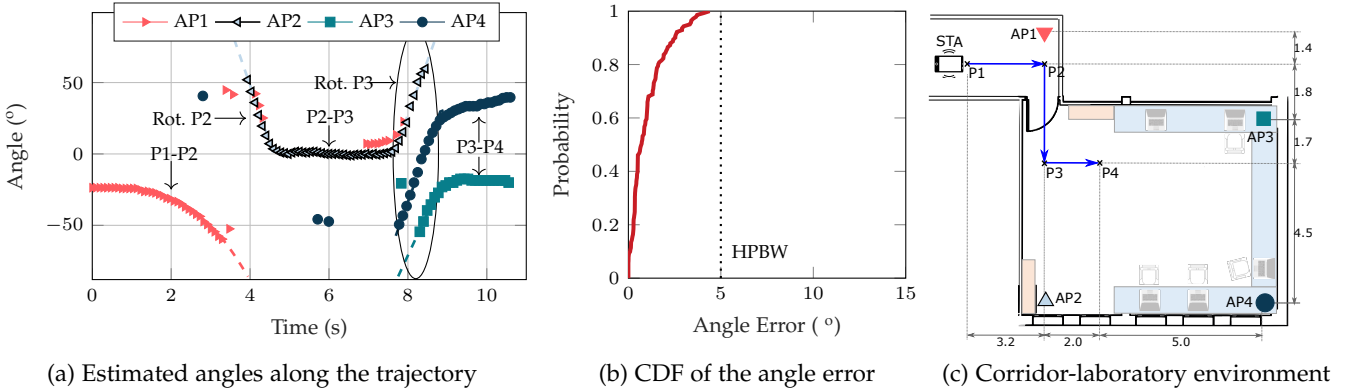 AP1 AP2 AP3 AP4
50
0
−50
Angle (°)
Rot. P3
Rot. P2
P2-P3
P1-P2
P3-P4
0 2 4 6 8 10
Time (s)
(a) Estimated angles along the trajectory
1
0.8
0.6
0.4
0.2
0
Probability
HPBW
0 5 10 15
Angle Error ( °)
(b) CDF of the angle error
AP1
STA
P1
P2
1.4
1.8
AP3
1.7
P3
P4
4.5
AP2
AP4
3.2
2.0
5.0
(c) Corridor-laboratory environment